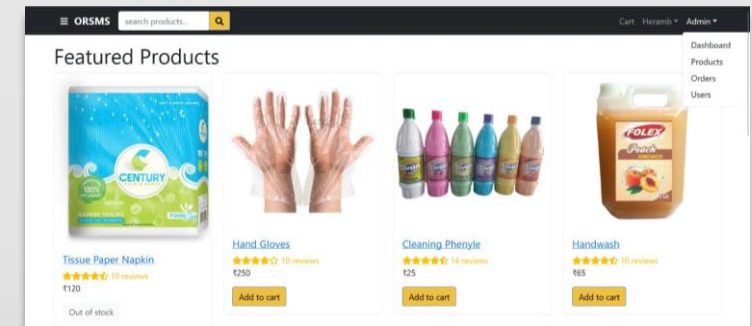 ORSMS search products.. Cart Heramb Admin
Dashboard
Products
Orders
Users
Featured Products
CENTURY
100%
FOLEX
Peach
HANDWASH
Tissue Paper Napkin
10 reviews
₹120
Out of stock
Hand Gloves
10 reviews
₹250
Add to cart
Cleaning Phenyle
14 reviews
₹25
Add to cart
Handwash
10 reviews
₹65
Add to cart